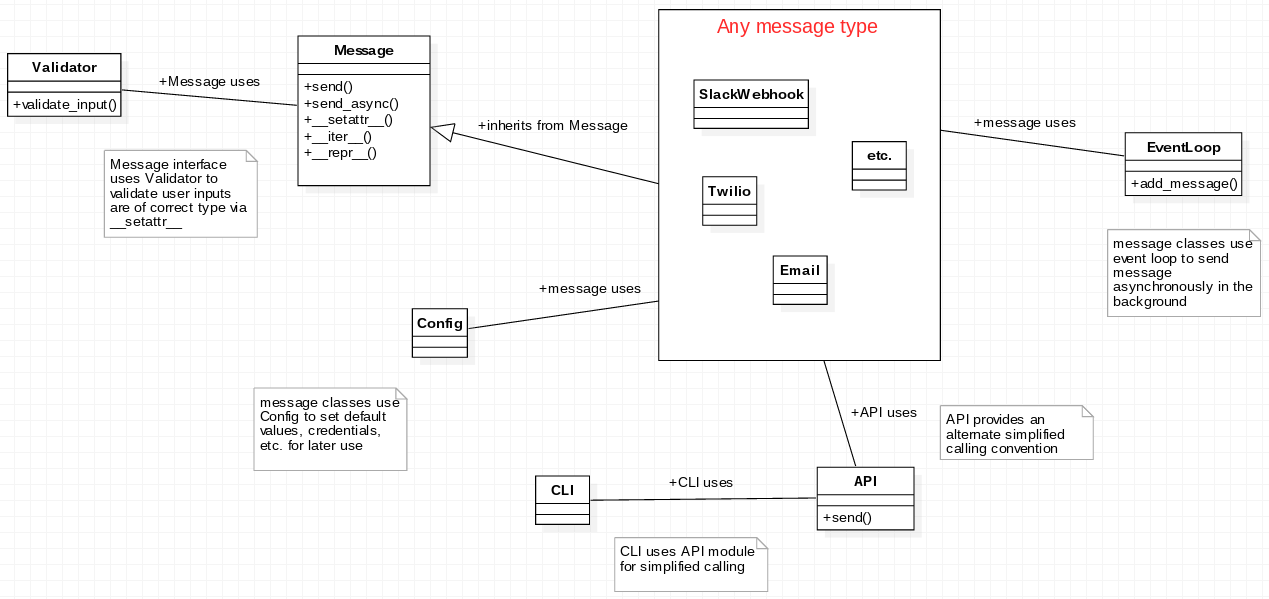 Any message type
Message
+send()
+send_async()
+__setattr__()
+__iter__()
+__repr__()
Validator
+validate_input()
+Message uses
Message interface
uses Validator to
validate user inputs
are of correct type via
__setattr__
+inherits from Message
SlackWebhook
etc.
Twilio
Email
+message uses
EventLoop
+add_message()
message classes use
event loop to send
message
asynchronously in the
background
+message uses
Config
message classes use
Config to set default
values, credentials,
etc. for later use
+API uses
API provides an
alternate simplified
calling convention
CLI
+CLI uses
API
+send()
CLI uses API module
for simplified calling